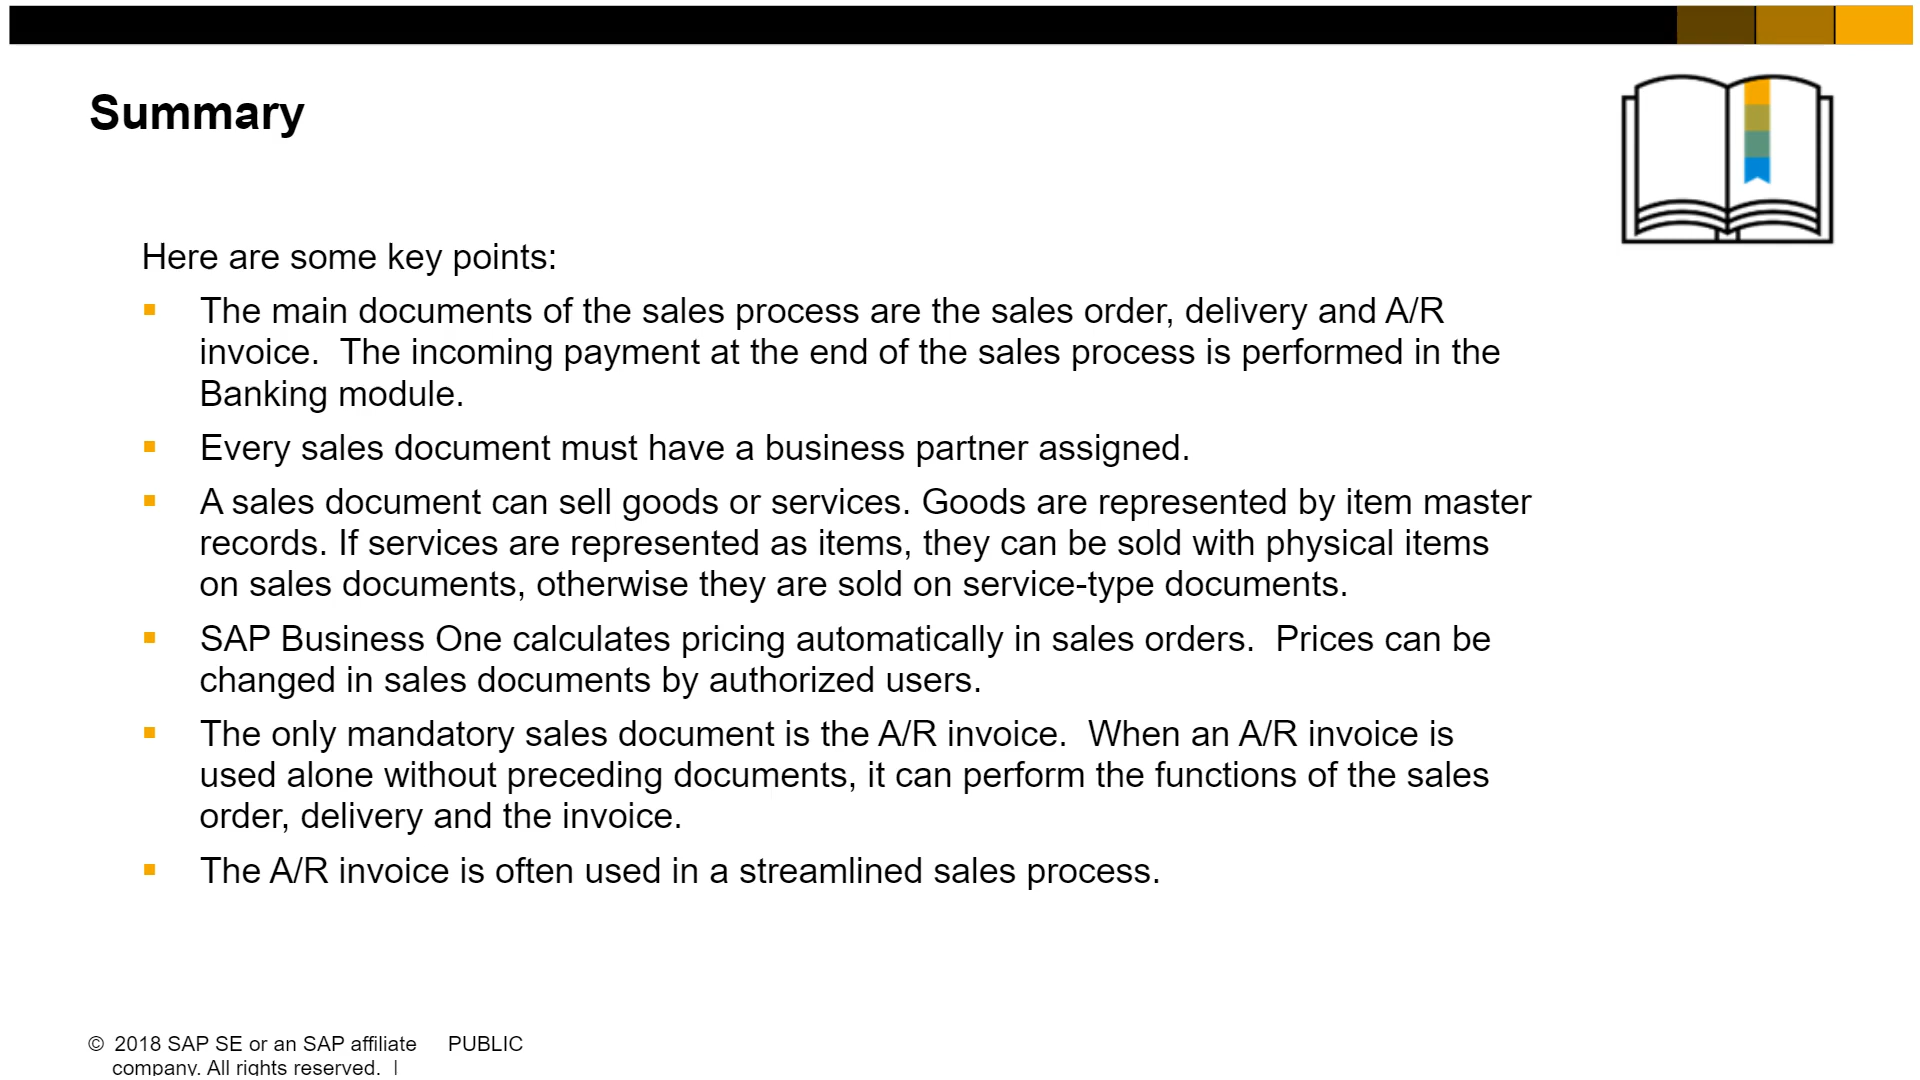 Summary
Here are some key points:
The main documents of the sales process are the sales order, delivery and A/R
invoice.  The incoming payment at the end of the sales process is performed in the
Banking module.
Every sales document must have a business partner assigned.
A sales document can sell goods or services. Goods are represented by item master
records. If services are represented as items, they can be sold with physical items
on sales documents, otherwise they are sold on service-type documents.
SAP Business One calculates pricing automatically in sales orders.  Prices can be
changed in sales documents by authorized users.
The only mandatory sales document is the A/R invoice.  When an A/R invoice is
used alone without preceding documents, it can perform the functions of the sales
order, delivery and the invoice.
The A/R invoice is often used in a streamlined sales process.
© 2018 SAP SE or an SAP affiliate PUBLIC
company. All rights reserved. |